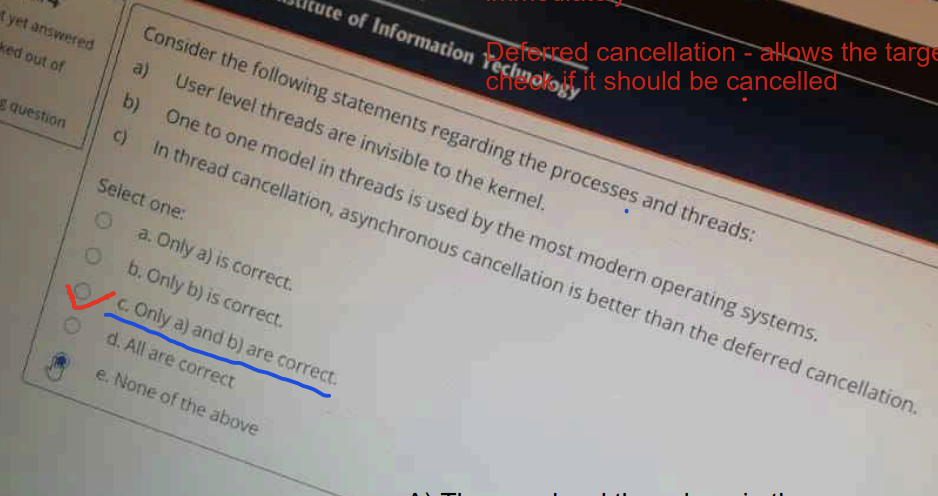 immediately
stitute of Information Technology
Deferred cancellation - allows the targe
check if it should be cancelled
t yet answered
ked out of
g question
Consider the following statements regarding the processes and threads:
a) User level threads are invisible to the kernel.
b) One to one model in threads is used by the most modern operating systems.
c) In thread cancellation, asynchronous cancellation is better than the deferred cancellation.
Select one:
a. Only a) is correct.
b. Only b) is correct.
c. Only a) and b) are correct.
d. All are correct
e. None of the above